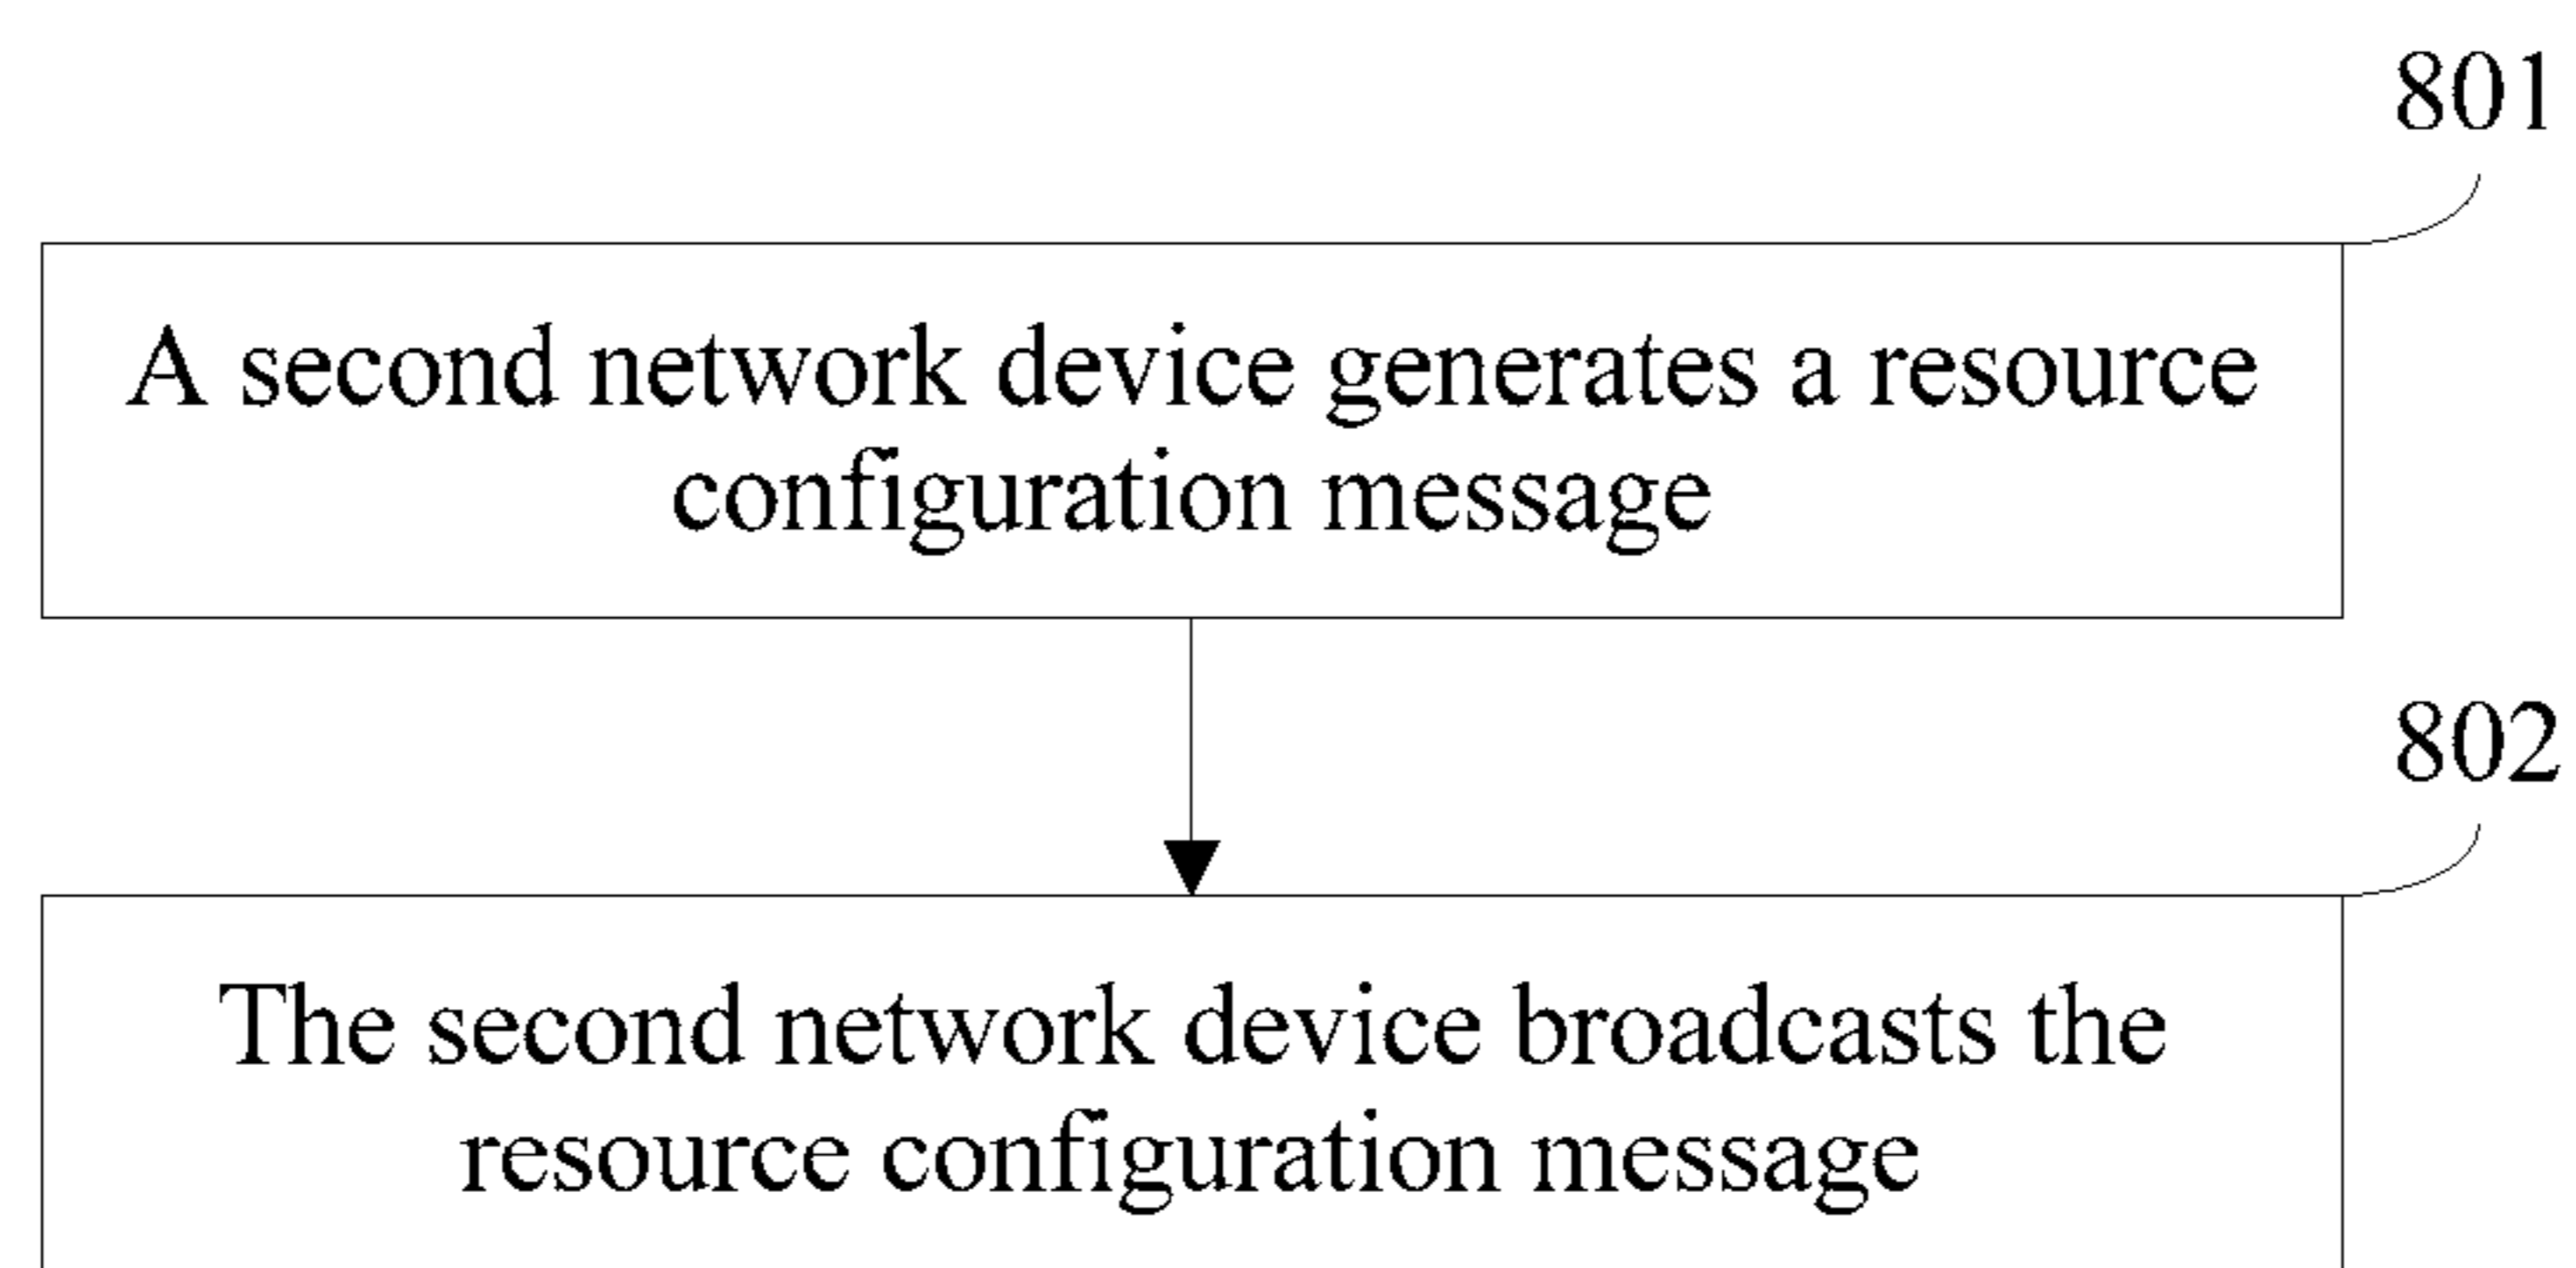 801
A second network device generates a resource
configuration message
802
The second network device broadcasts the
resource configuration message